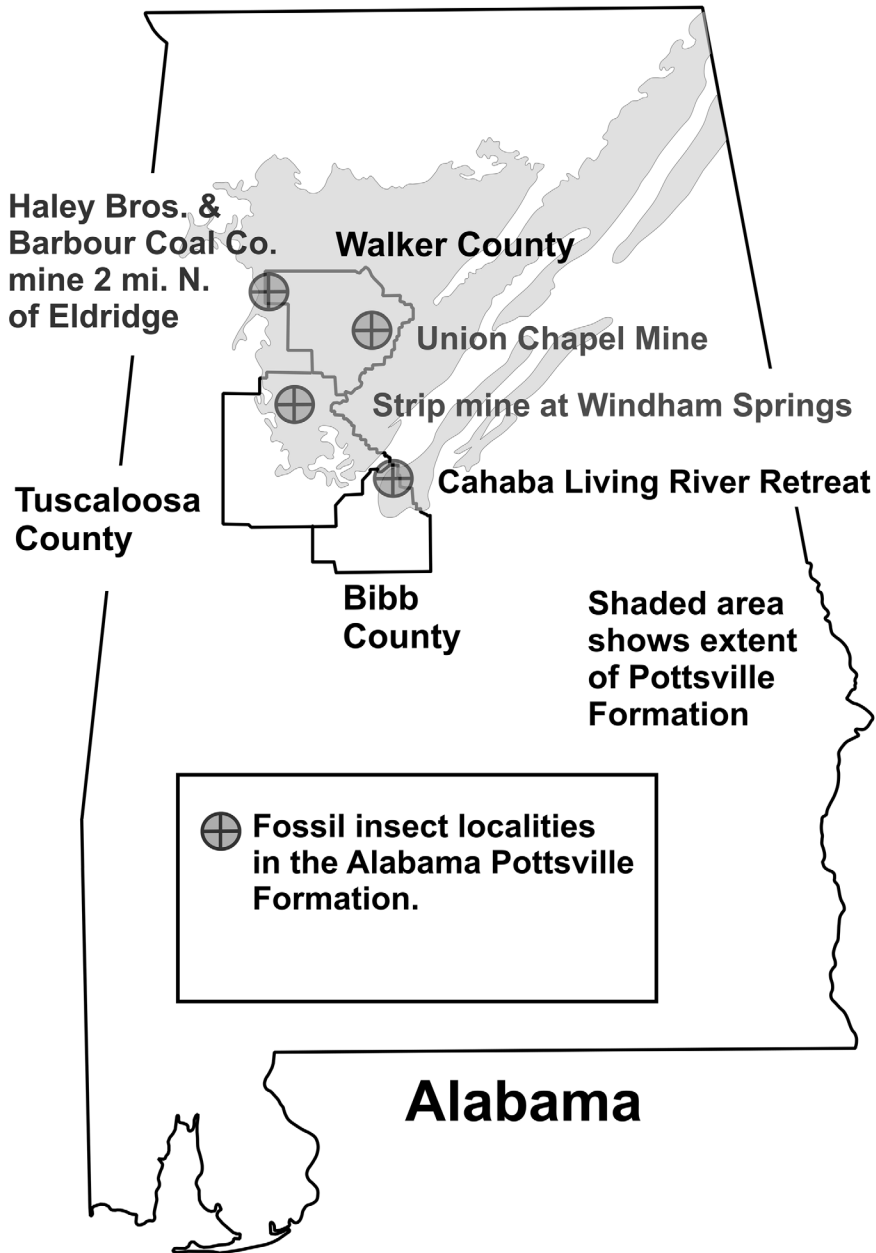 Haley Bros. &
Barbour Coal Co.
mine 2 mi. N.
of Eldridge
Walker County
Union Chapel Mine
Strip mine at Windham Springs
Cahaba Living River Retreat
Tuscaloosa
County
Bibb
County
Shaded area
shows extent
of Pottsville
Formation
Fossil insect localities
in the Alabama Pottsville
Formation.
Alabama